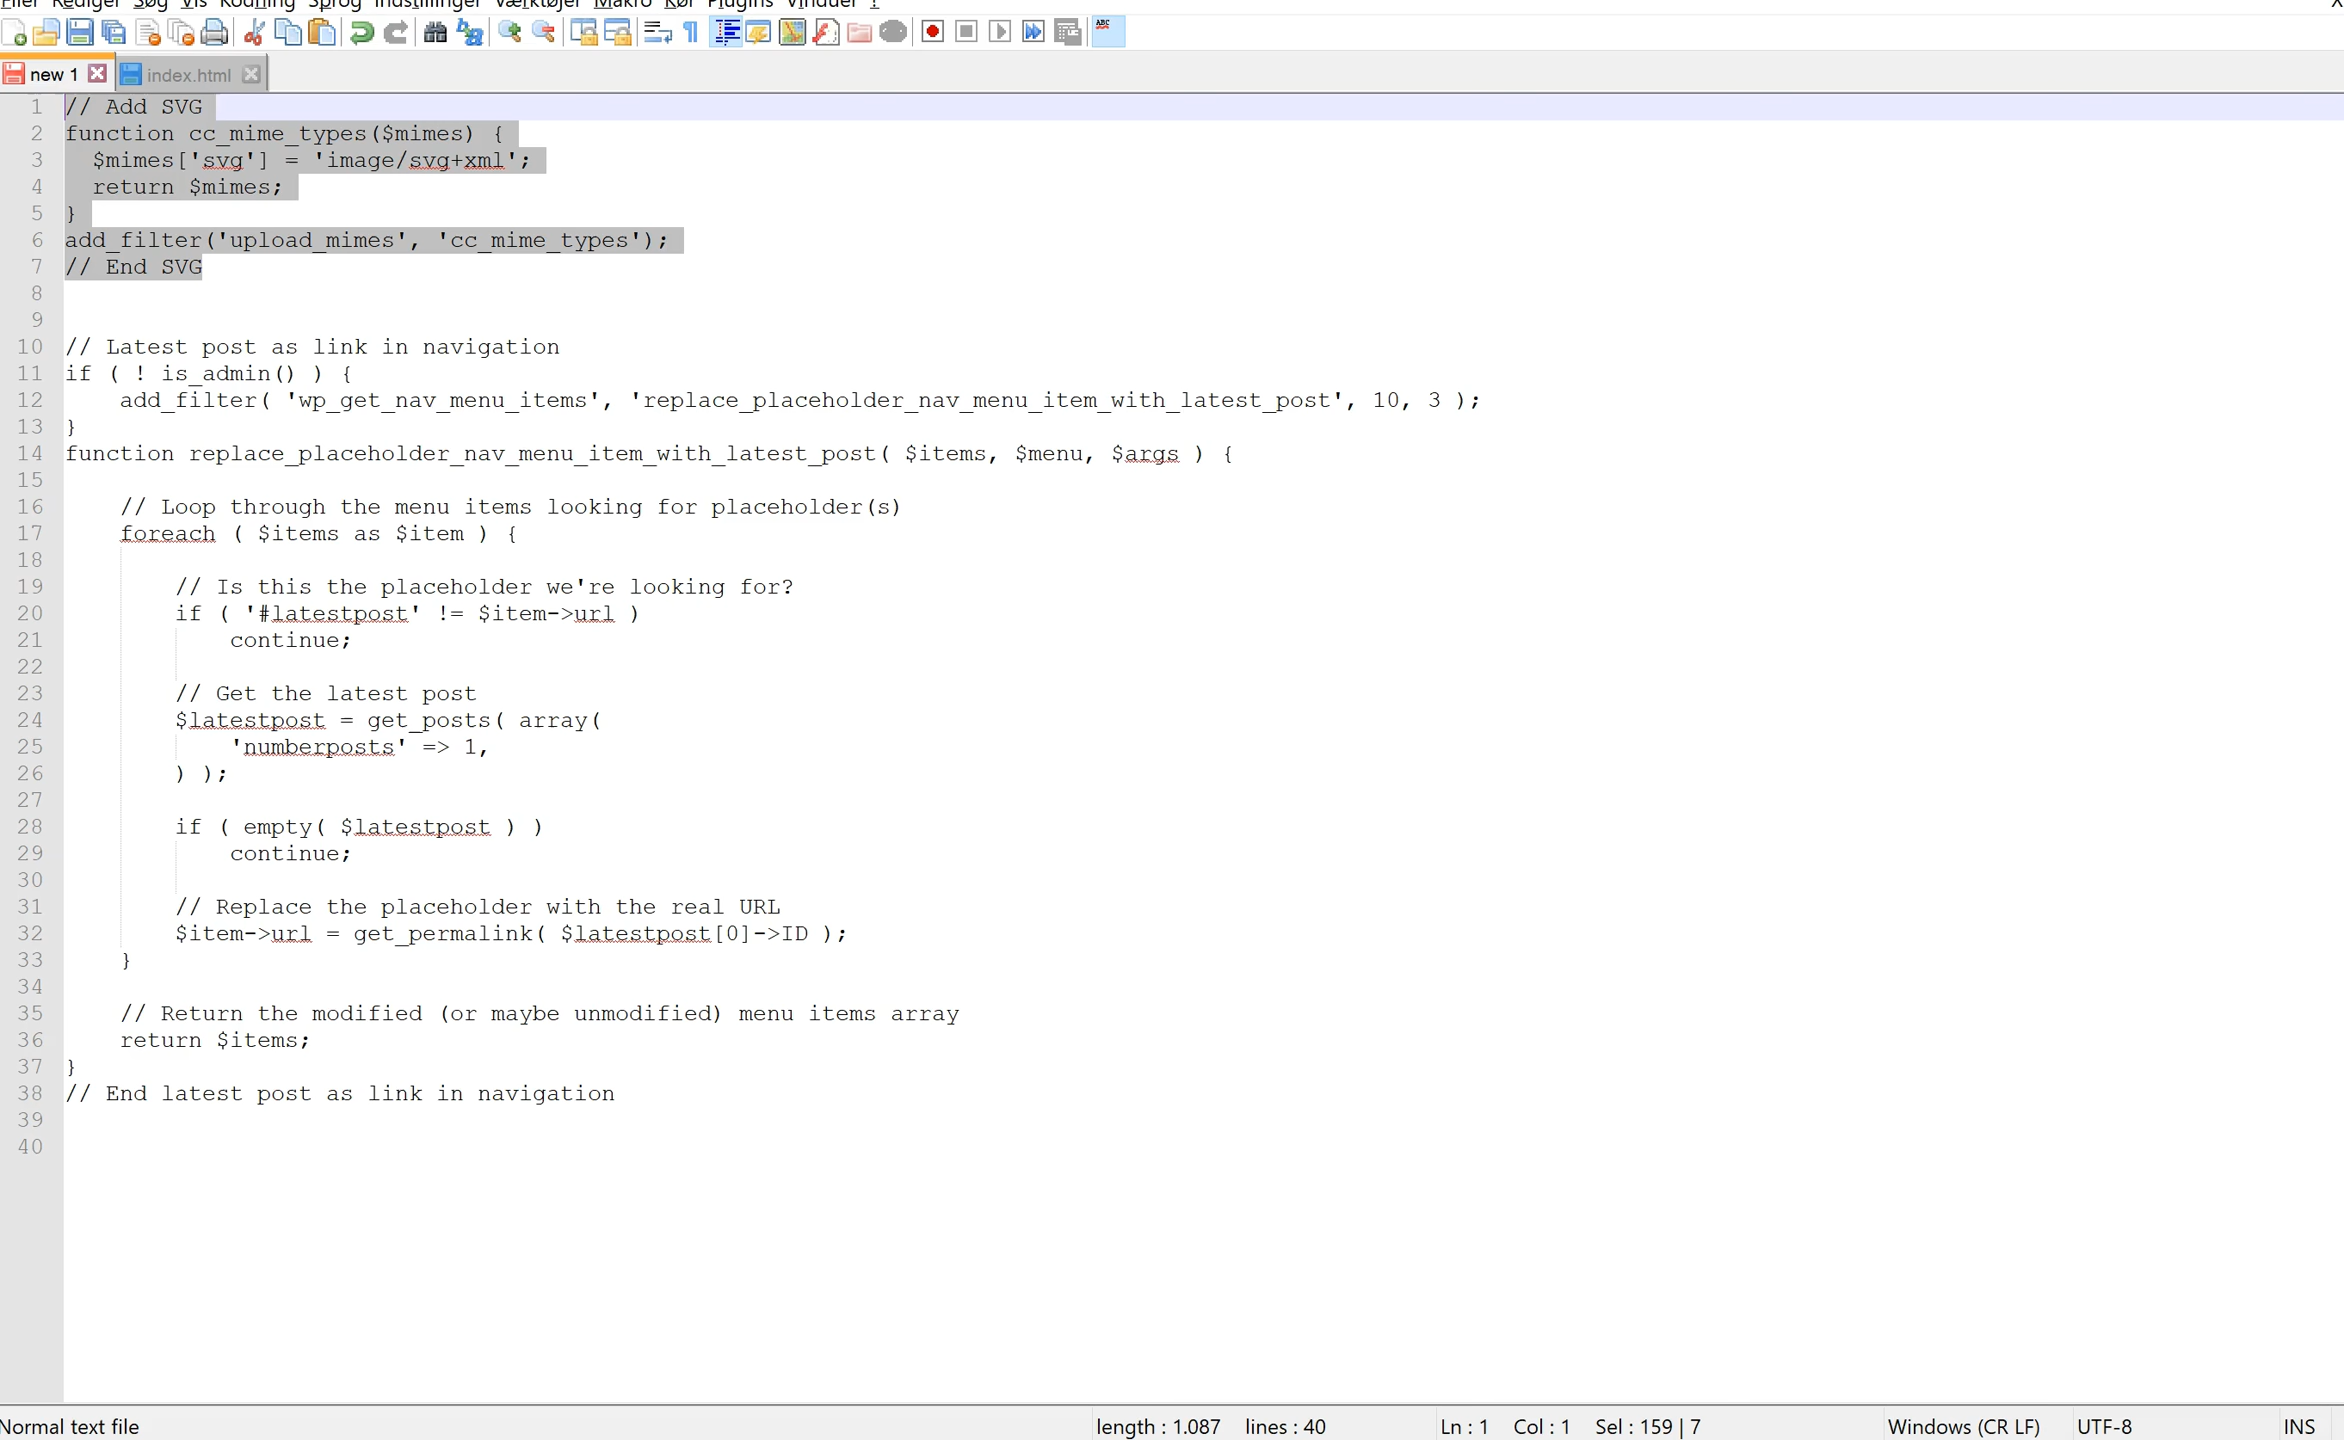 Filer Rediger Søg Vis Kodning Sprog Indstillinger Værktøjer Makro Kør Plugins Vinduer ? X
ABC
new 1 index.html
1 // Add SVG
2 function cc_mime_types($mimes) {
3 $mimes['svg'] = 'image/svg+xml';
4 return $mimes;
5 }
6 add_filter('upload_mimes', 'cc_mime_types');
7 // End SVG
8
9
10 // Latest post as link in navigation
11 if ( ! is_admin() ) {
12 add_filter( 'wp_get_nav_menu_items', 'replace_placeholder_nav_menu_item_with_latest_post', 10, 3 );
13 }
14 function replace_placeholder_nav_menu_item_with_latest_post( $items, $menu, $args ) {
15
16 // Loop through the menu items looking for placeholder(s)
17 foreach ( $items as $item ) {
18
19 // Is this the placeholder we're looking for?
20 if ( '#latestpost' != $item->url )
21 continue;
22
23 // Get the latest post
24 $latestpost = get_posts( array(
25 'numberposts' => 1,
26 ) );
27
28 if ( empty( $latestpost ) )
29 continue;
30
31 // Replace the placeholder with the real URL
32 $item->url = get_permalink( $latestpost[0]->ID );
33 }
34
35 // Return the modified (or maybe unmodified) menu items array
36 return $items;
37 }
38 // End latest post as link in navigation
39
40
Normal text file length : 1.087 lines : 40 Ln : 1 Col : 1 Sel : 159 | 7 Windows (CR LF) UTF-8 INS